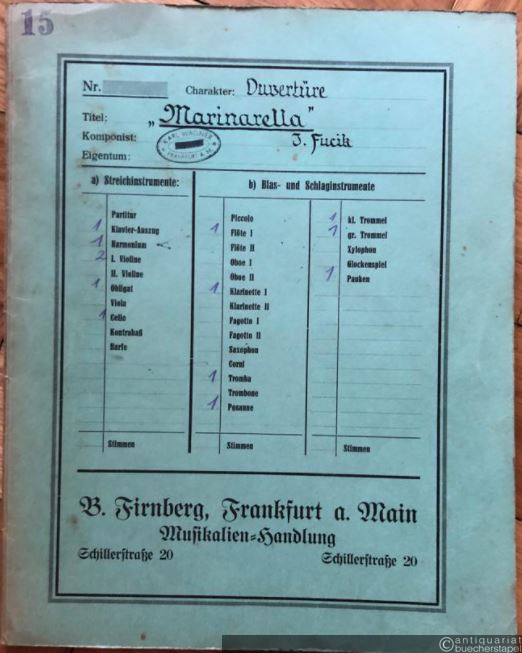 15
Nr. Charakter: Ouvertüre
Titel: „Marinarella"
Komponist: J. Fucik
KARL WAGNER
FRANKFURT A. M.
Eigentum:
a) Streichinstrumente:
Partitur
1 Klavier-Auszug
1 Harmonium
2 I. Violine
II. Violine
1 Obligat
Viola
1 Cello
Kontrabaß
Harfe
Stimmen
b) Blas- und Schlaginstrumente
Piccolo
1 Flöte I
Flöte II
Oboe I
Oboe II
1 Klarinette I
Klarinette II
Fagotte I
Fagotte II
Saxophon
Corni
1 Tromba
Trombone
1 Posaune
Stimmen
1 kl. Trommel
1 gr. Trommel
Xylophon
Glockenspiel
1 Pauken
Stimmen
B. Firnberg, Frankfurt a. Main
Musikalien-Handlung
Schillerstraße 20 Schillerstraße 20
©antiquariat
buecherstapel